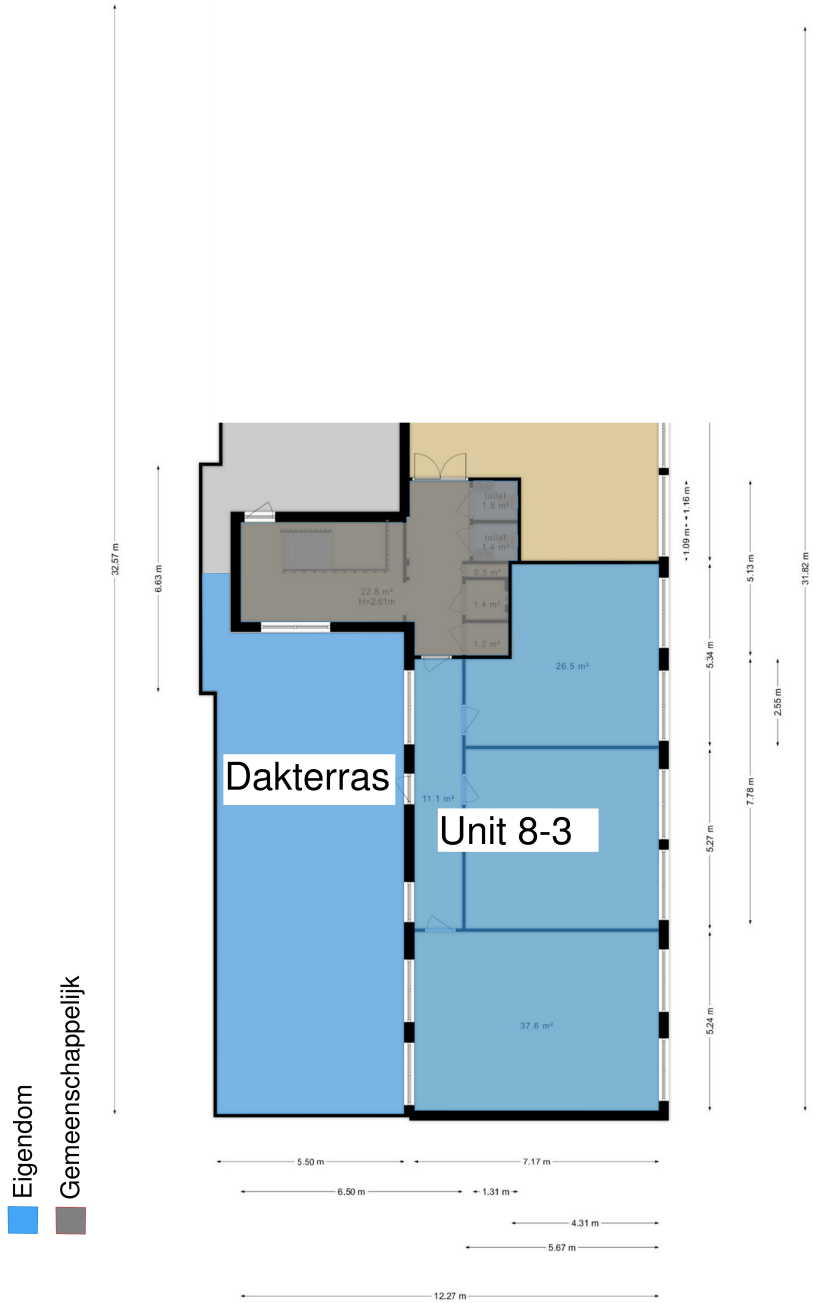 toilet
1.5 m²
toilet
1.4 m²
0.5 m²
22.8 m²
H=2,61m
1.4 m²
1.2 m²
26.5 m²
Dakterras
11.1 m²
Unit 8-3
37.6 m²
32.57 m
6.63 m
1.16 m
1.09 m
5.13 m
31.82 m
5.34 m
2.55 m
7.78 m
5.27 m
5.24 m
5.50 m
7.17 m
6.50 m
1.31 m
4.31 m
5.67 m
12.27 m
Eigendom
Gemeenschappelijk